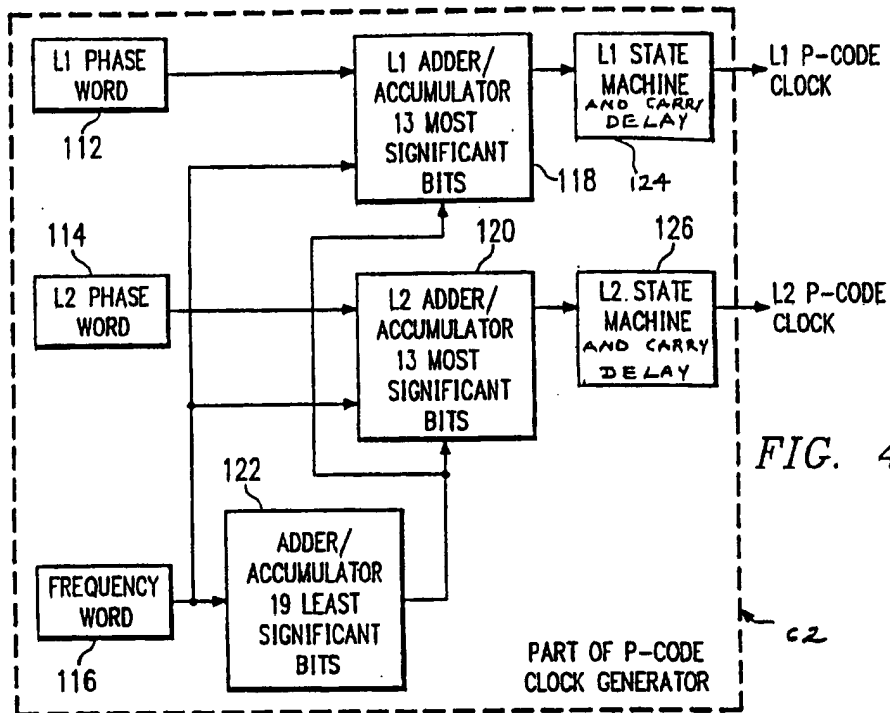 L1 PHASE
WORD
112
L1 ADDER/
ACCUMULATOR
13 MOST
SIGNIFICANT
BITS
118
L1 STATE
MACHINE
AND CARRY
DELAY
124
L1 P-CODE
CLOCK
114
L2 PHASE
WORD
120
L2 ADDER/
ACCUMULATOR
13 MOST
SIGNIFICANT
BITS
126
L2. STATE
MACHINE
AND CARRY
DELAY
L2 P-CODE
CLOCK
FIG. 4
122
ADDER/
ACCUMULATOR
19 LEAST
SIGNIFICANT
BITS
FREQUENCY
WORD
116
PART OF P-CODE
CLOCK GENERATOR
62